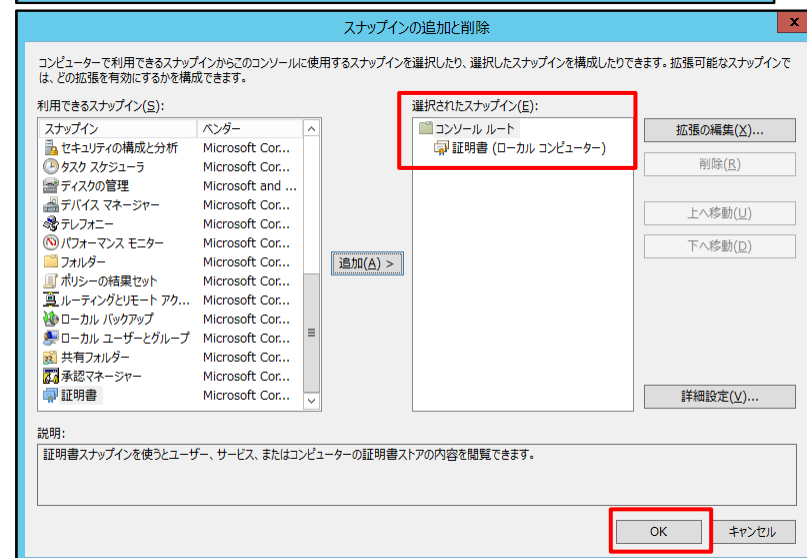 スナップインの追加と削除
x
コンピューターで利用できるスナップインからこのコンソールに使用するスナップインを選択したり、選択したスナップインを構成したりできます。拡張可能なスナップインで
は、どの拡張を有効にするかを構成できます。
利用できるスナップイン(S):
スナップイン ベンダー
セキュリティの構成と分析 Microsoft Cor...
タスク スケジューラ Microsoft Cor...
ディスクの管理 Microsoft and ...
デバイス マネージャー Microsoft Cor...
テレフォニー Microsoft Cor...
パフォーマンス モニター Microsoft Cor...
フォルダー Microsoft Cor...
ポリシーの結果セット Microsoft Cor...
ルーティングとリモート アク... Microsoft Cor...
ローカル バックアップ Microsoft Cor...
ローカル ユーザーとグループ Microsoft Cor...
共有フォルダー Microsoft Cor...
承認マネージャー Microsoft Cor...
証明書 Microsoft Cor...
追加(A) >
選択されたスナップイン(E):
コンソール ルート
証明書 (ローカル コンピューター)
拡張の編集(X)...
削除(R)
上へ移動(U)
下へ移動(D)
詳細設定(V)...
説明:
証明書スナップインを使うとユーザー、サービス、またはコンピューターの証明書ストアの内容を閲覧できます。
OK
キャンセル